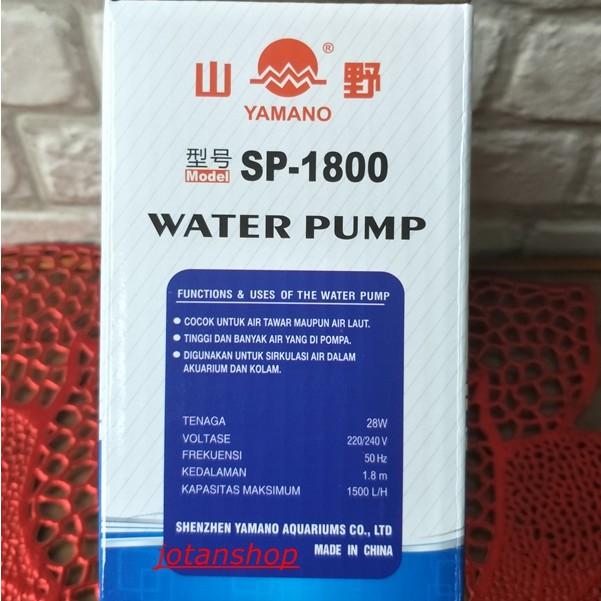 山 ® 野
YAMANO
型号 SP-1800
Model
WATER PUMP
FUNCTIONS & USES OF THE WATER PUMP
● COCOK UNTUK AIR TAWAR MAUPUN AIR LAUT.
● TINGGI DAN BANYAK AIR YANG DI POMPA.
● DIGUNAKAN UNTUK SIRKULASI AIR DALAM
AKUARIUM DAN KOLAM.
TENAGA 28W
VOLTASE 220/240 V
FREKUENSI 50 Hz
KEDALAMAN 1.8 m
KAPASITAS MAKSIMUM 1500 L/H
SHENZHEN YAMANO AQUARIUMS CO., LTD
MADE IN CHINA
jotanshop